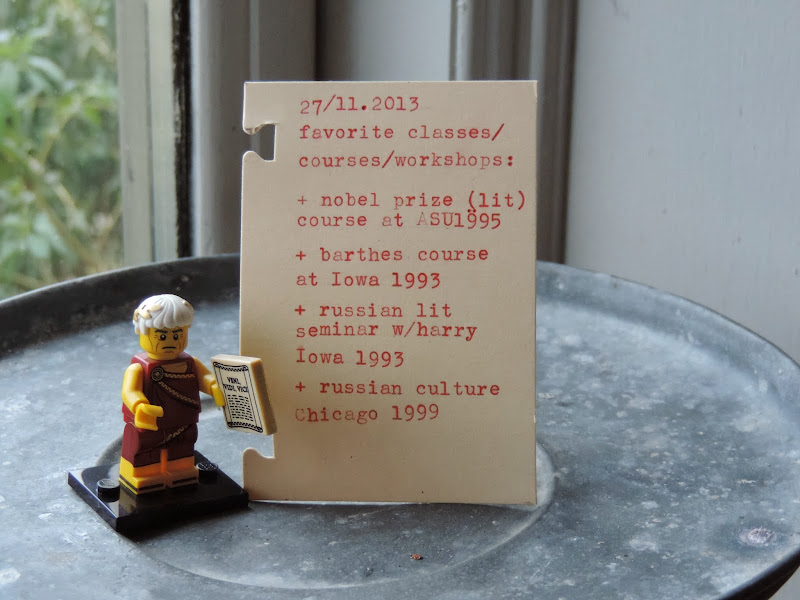 27/11.2013
favorite classes/
courses/workshops:
+ nobel prize (lit)
course at ASU1995
+ barthes course
at Iowa 1993
+ russian lit
seminar w/harry
Iowa 1993
+ russian culture
Chicago 1999
VENI,
VIDI, VICI